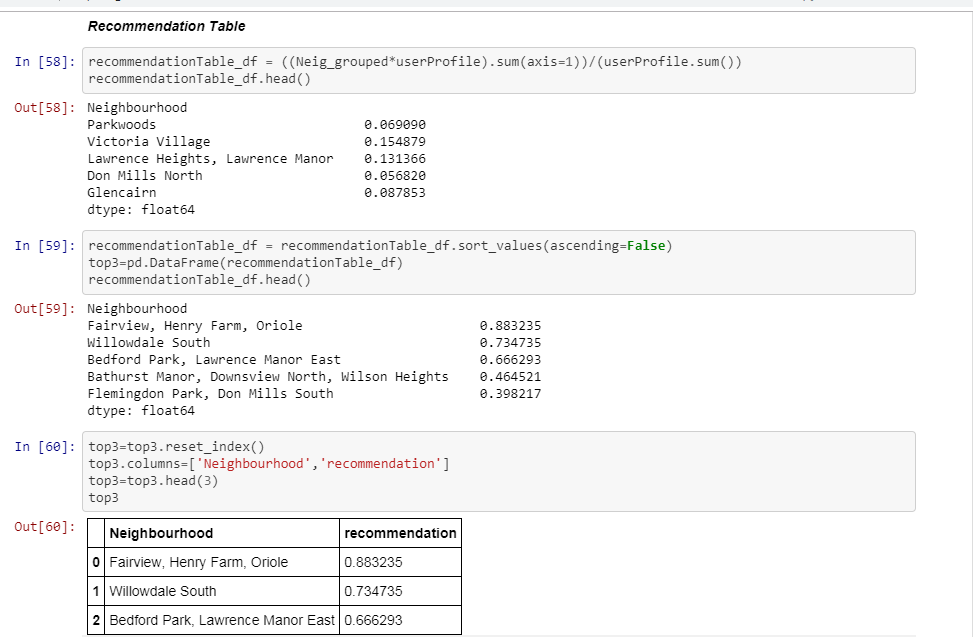 Recommendation Table
In [58]: recommendationTable_df = ((Neig_grouped*userProfile).sum(axis=1))/(userProfile.sum())
recommendationTable_df.head()
Out[58]: Neighbourhood
Parkwoods 0.069090
Victoria Village 0.154879
Lawrence Heights, Lawrence Manor 0.131366
Don Mills North 0.056820
Glencairn 0.087853
dtype: float64
In [59]: recommendationTable_df = recommendationTable_df.sort_values(ascending=False)
top3=pd.DataFrame(recommendationTable_df)
recommendationTable_df.head()
Out[59]: Neighbourhood
Fairview, Henry Farm, Oriole 0.883235
Willowdale South 0.734735
Bedford Park, Lawrence Manor East 0.666293
Bathurst Manor, Downsview North, Wilson Heights 0.464521
Flemingdon Park, Don Mills South 0.398217
dtype: float64
In [60]: top3=top3.reset_index()
top3.columns=['Neighbourhood','recommendation']
top3=top3.head(3)
top3
Out[60]:
Neighbourhood recommendation
0 Fairview, Henry Farm, Oriole 0.883235
1 Willowdale South 0.734735
2 Bedford Park, Lawrence Manor East 0.666293